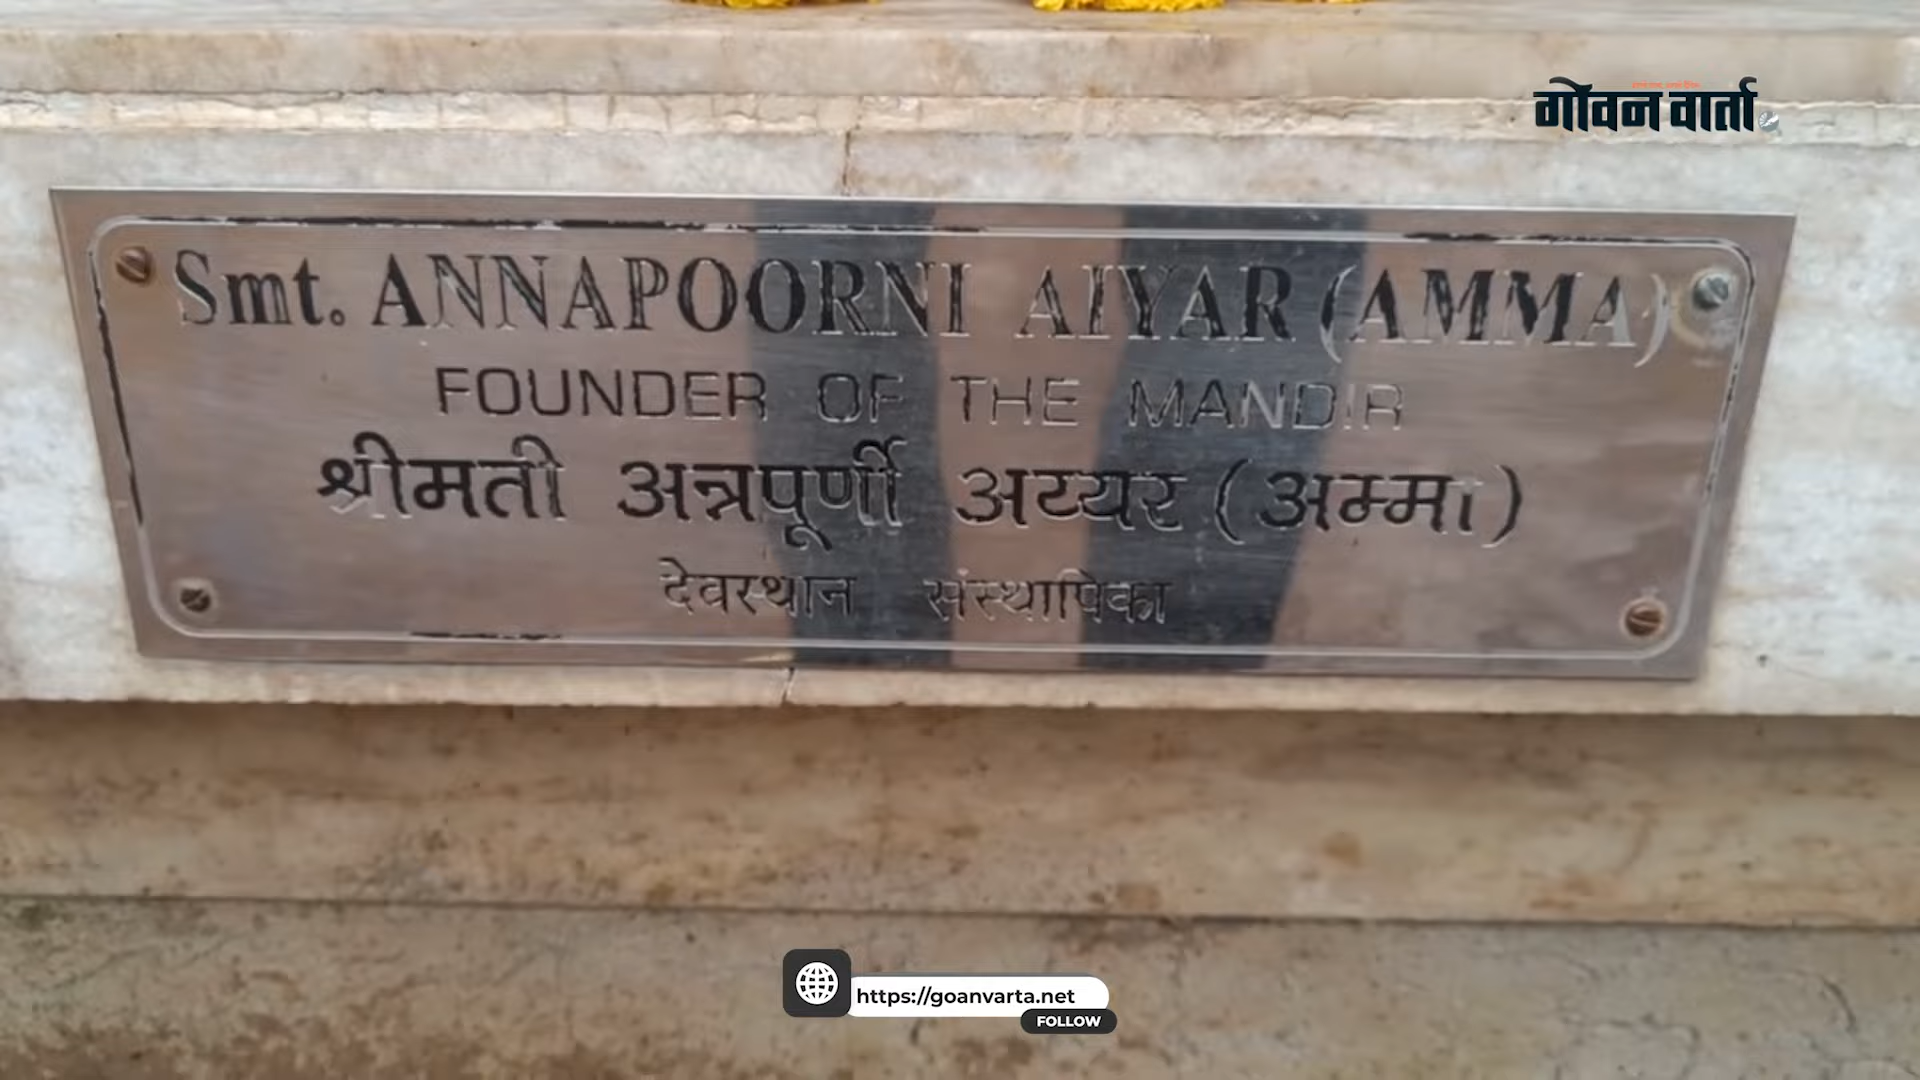 गोवन वार्ता
Smt. ANNAPOORNI AIYAR (AMMA)
FOUNDER OF THE MANDIR
श्रीमती अन्नपूर्णी अय्यर (अम्मा)
देवस्थान संस्थापिका
https://goanvarta.net
FOLLOW